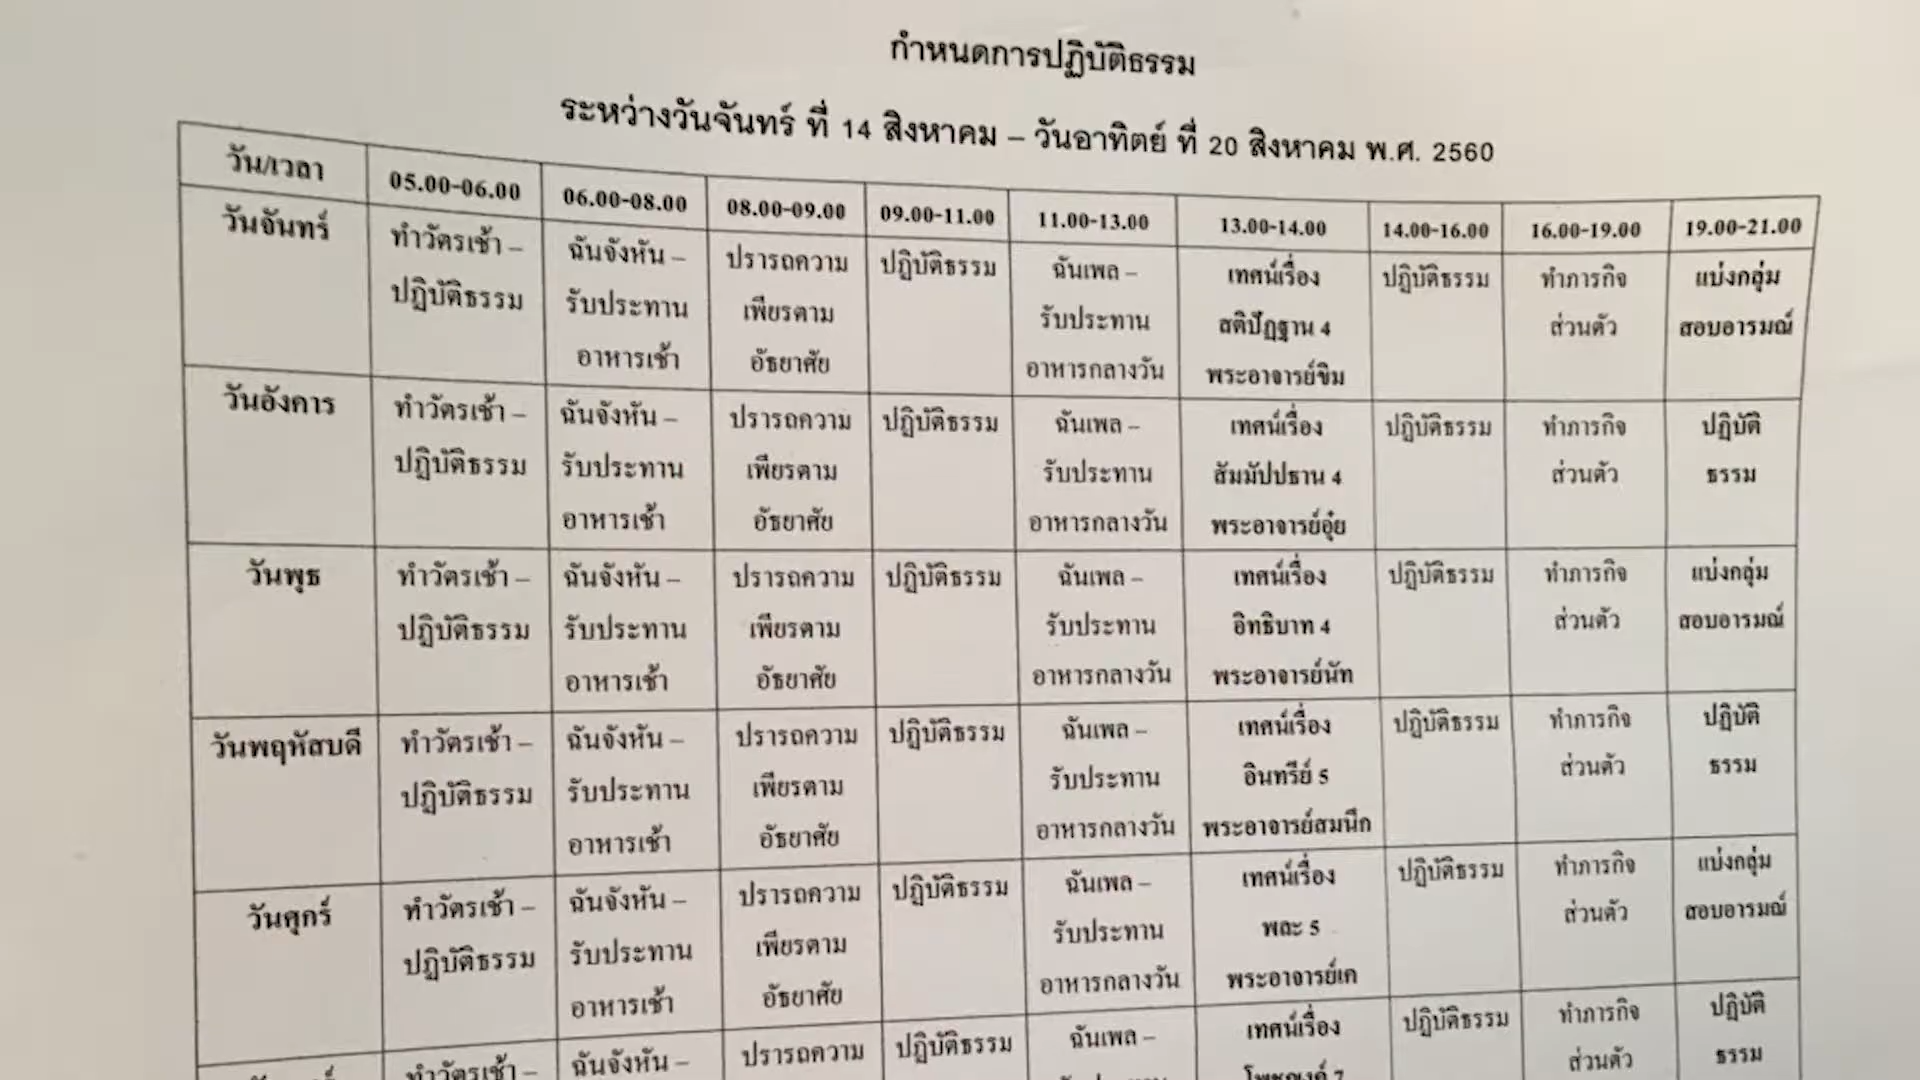 กำหนดการปฏิบัติธรรม
ระหว่างวันจันทร์ ที่ 14 สิงหาคม – วันอาทิตย์ ที่ 20 สิงหาคม พ.ศ. 2560
วัน/เวลา 05.00-06.00 06.00-08.00 08.00-09.00 09.00-11.00 11.00-13.00 13.00-14.00 14.00-16.00 16.00-19.00 19.00-21.00
วันจันทร์ ทำวัตรเช้า – ฉันจังหัน – ปรารถความ ปฏิบัติธรรม ฉันเพล – เทศน์เรื่อง ปฏิบัติธรรม ทำภารกิจ แบ่งกลุ่ม
ปฏิบัติธรรม รับประทาน เพียรตาม รับประทาน สติปัฏฐาน 4 ส่วนตัว สอบอารมณ์
อาหารเช้า อัธยาศัย อาหารกลางวัน พระอาจารย์ขิม
วันอังคาร ทำวัตรเช้า – ฉันจังหัน – ปรารถความ ปฏิบัติธรรม ฉันเพล – เทศน์เรื่อง ปฏิบัติธรรม ทำภารกิจ ปฏิบัติ
ปฏิบัติธรรม รับประทาน เพียรตาม รับประทาน สัมมัปปธาน 4 ส่วนตัว ธรรม
อาหารเช้า อัธยาศัย อาหารกลางวัน พระอาจารย์อุ๋ย
วันพุธ ทำวัตรเช้า – ฉันจังหัน – ปรารถความ ปฏิบัติธรรม ฉันเพล – เทศน์เรื่อง ปฏิบัติธรรม ทำภารกิจ แบ่งกลุ่ม
ปฏิบัติธรรม รับประทาน เพียรตาม รับประทาน อิทธิบาท 4 ส่วนตัว สอบอารมณ์
อาหารเช้า อัธยาศัย อาหารกลางวัน พระอาจารย์นัท
วันพฤหัสบดี ทำวัตรเช้า – ฉันจังหัน – ปรารถความ ปฏิบัติธรรม ฉันเพล – เทศน์เรื่อง ปฏิบัติธรรม ทำภารกิจ ปฏิบัติ
ปฏิบัติธรรม รับประทาน เพียรตาม รับประทาน อินทรีย์ 5 ส่วนตัว ธรรม
อาหารเช้า อัธยาศัย อาหารกลางวัน พระอาจารย์สมนึก
วันศุกร์ ทำวัตรเช้า – ฉันจังหัน – ปรารถความ ปฏิบัติธรรม ฉันเพล – เทศน์เรื่อง ปฏิบัติธรรม ทำภารกิจ แบ่งกลุ่ม
ปฏิบัติธรรม รับประทาน เพียรตาม รับประทาน พละ 5 ส่วนตัว สอบอารมณ์
อาหารเช้า อัธยาศัย อาหารกลางวัน พระอาจารย์เค
ทำวัตรเช้า – ฉันจังหัน – ปรารถความ ปฏิบัติธรรม ฉันเพล – เทศน์เรื่อง ปฏิบัติธรรม ทำภารกิจ ปฏิบัติ
โพชฌงค์ 7 ส่วนตัว ธรรม